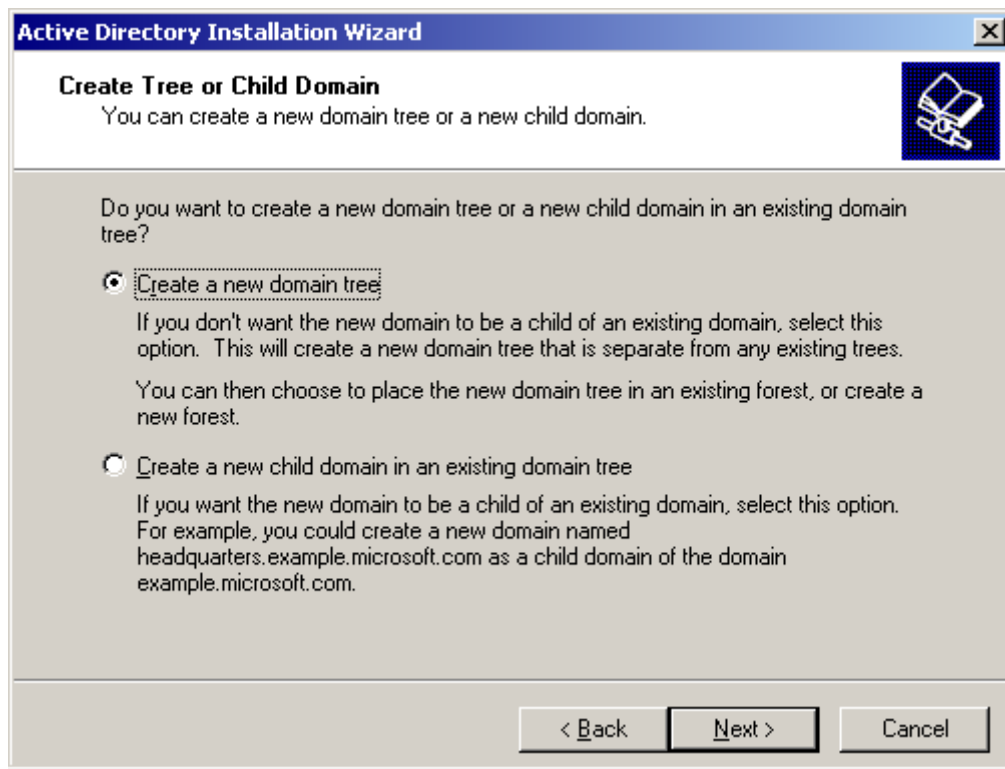 Active Directory Installation Wizard
Create Tree or Child Domain
You can create a new domain tree or a new child domain.
Do you want to create a new domain tree or a new child domain in an existing domain
tree?
Create a new domain tree
If you don't want the new domain to be a child of an existing domain, select this
option.  This will create a new domain tree that is separate from any existing trees.
You can then choose to place the new domain tree in an existing forest, or create a
new forest.
Create a new child domain in an existing domain tree
If you want the new domain to be a child of an existing domain, select this option.
For example, you could create a new domain named
headquarters.example.microsoft.com as a child domain of the domain
example.microsoft.com.
< Back   Next >   Cancel